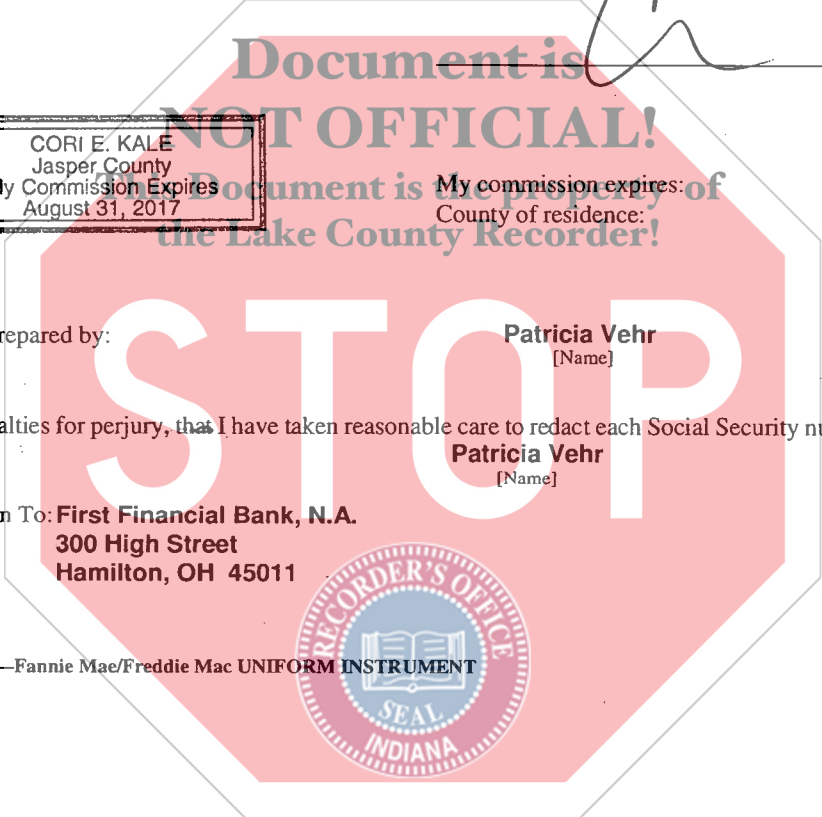 Document is
NOT OFFICIAL!
This Document is the property of
the Lake County Recorder!
CORI E. KALE
Jasper County
ly Commission Expires
August 31, 2017
My commission expires:
County of residence:
STOP
repared by:
Patricia Vehr
[Name]
alties for perjury, that I have taken reasonable care to redact each Social Security nu
Patricia Vehr
[Name]
n To: First Financial Bank, N.A.
300 High Street
Hamilton, OH 45011
RECORDER'S OFFICE
SEAL
INDIANA
—Fannie Mae/Freddie Mac UNIFORM INSTRUMENT